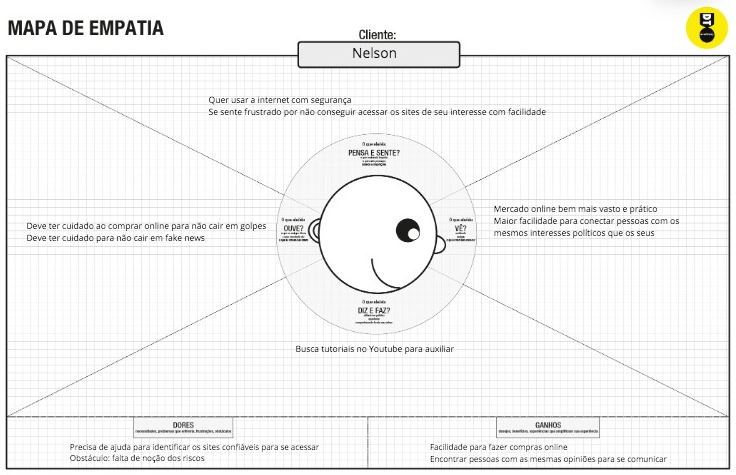 MAPA DE EMPATIA
Cliente:
Nelson
DT
Quer usar a internet com segurança
Se sente frustrado por não conseguir acessar os sites de seu interesse com facilidade
O que ele(a)
PENSA E SENTE?
Deve ter cuidado ao comprar online para não cair em golpes
Deve ter cuidado para não cair em fake news
O que ele(a)
OUVE?
O que ele(a)
VÊ?
Mercado online bem mais vasto e prático
Maior facilidade para conectar pessoas com os
mesmos interesses políticos que os seus
O que ele(a)
DIZ E FAZ?
Busca tutoriais no Youtube para auxiliar
DORES
Precisa de ajuda para identificar os sites confiáveis para se acessar
Obstáculo: falta de noção dos riscos
GANHOS
Facilidade para fazer compras online
Encontrar pessoas com as mesmas opiniões para se comunicar